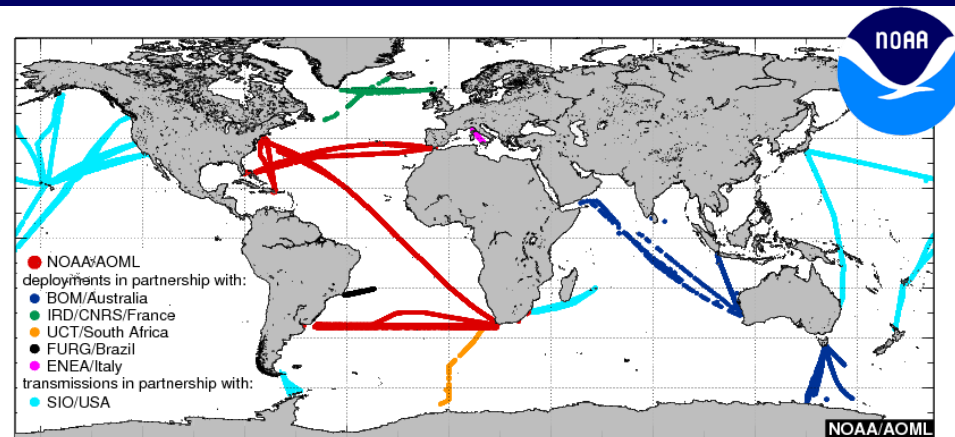 NOAA
NOAA/AOML
deployments in partnership with:
BOM/Australia
IRD/CNRS/France
UCT/South Africa
FURG/Brazil
ENEA/Italy
transmissions in partnership with:
SIO/USA
NOAA/AOML